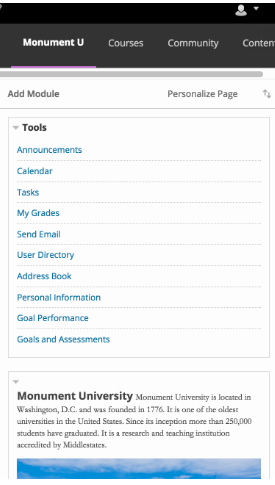 Monument U Courses Community Conten
Add Module Personalize Page
Tools
Announcements
Calendar
Tasks
My Grades
Send Email
User Directory
Address Book
Personal Information
Goal Performance
Goals and Assessments
Monument University Monument University is located in
Washington, D.C. and was founded in 1776. It is one of the oldest
universities in the United States. Since its inception more than 250,000
students have graduated. It is a research and teaching institution
accredited by Middlestates.